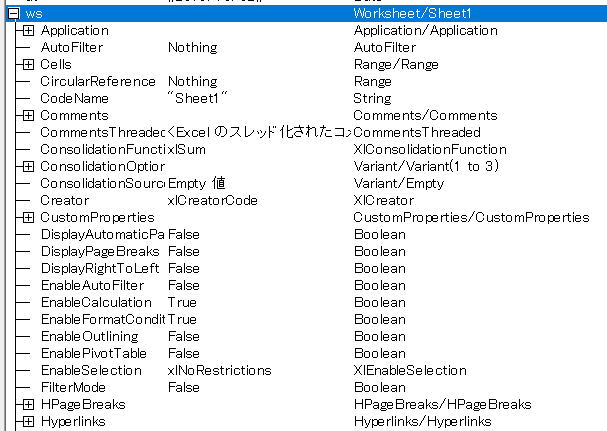 ws Worksheet/Sheet1
Application Application/Application
AutoFilter Nothing AutoFilter
Cells Range/Range
CircularReference Nothing Range
CodeName "Sheet1" String
Comments Comments/Comments
CommentsThreaded <Excel のスレッド化されたコメ CommentsThreaded
ConsolidationFuncti xlSum XlConsolidationFunction
ConsolidationOption Variant/Variant(1 to 3)
ConsolidationSource Empty 値 Variant/Empty
Creator xlCreatorCode XlCreator
CustomProperties CustomProperties/CustomProperties
DisplayAutomaticPa False Boolean
DisplayPageBreaks False Boolean
DisplayRightToLeft False Boolean
EnableAutoFilter False Boolean
EnableCalculation True Boolean
EnableFormatCondit True Boolean
EnableOutlining False Boolean
EnablePivotTable False Boolean
EnableSelection xlNoRestrictions XlEnableSelection
FilterMode False Boolean
HPageBreaks HPageBreaks/HPageBreaks
Hyperlinks Hyperlinks/Hyperlinks